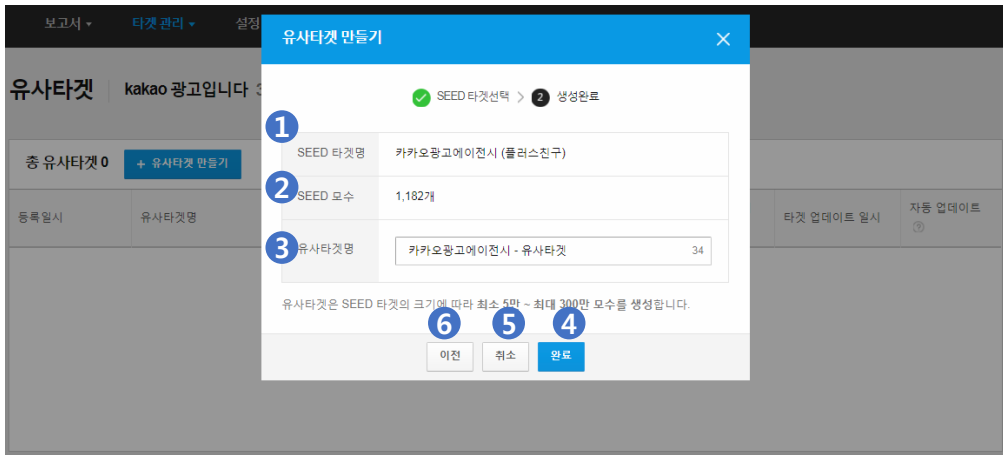 보고서 타겟 관리 설정
유사타겟 kakao 광고입니다
총 유사타겟 0 + 유사타겟 만들기
등록일시 유사타겟명 타겟 업데이트 일시 자동 업데이트 ?
유사타겟 만들기 ×
SEED 타겟선택 > 2 생성완료
1 SEED 타겟명 카카오광고에이전시 (플러스친구)
2 SEED 모수 1,182개
3 유사타겟명 카카오광고에이전시 - 유사타겟 34
유사타겟은 SEED 타겟의 크기에 따라 최소 5만 ~ 최대 300만 모수를 생성합니다.
6 5 4
이전 취소 완료